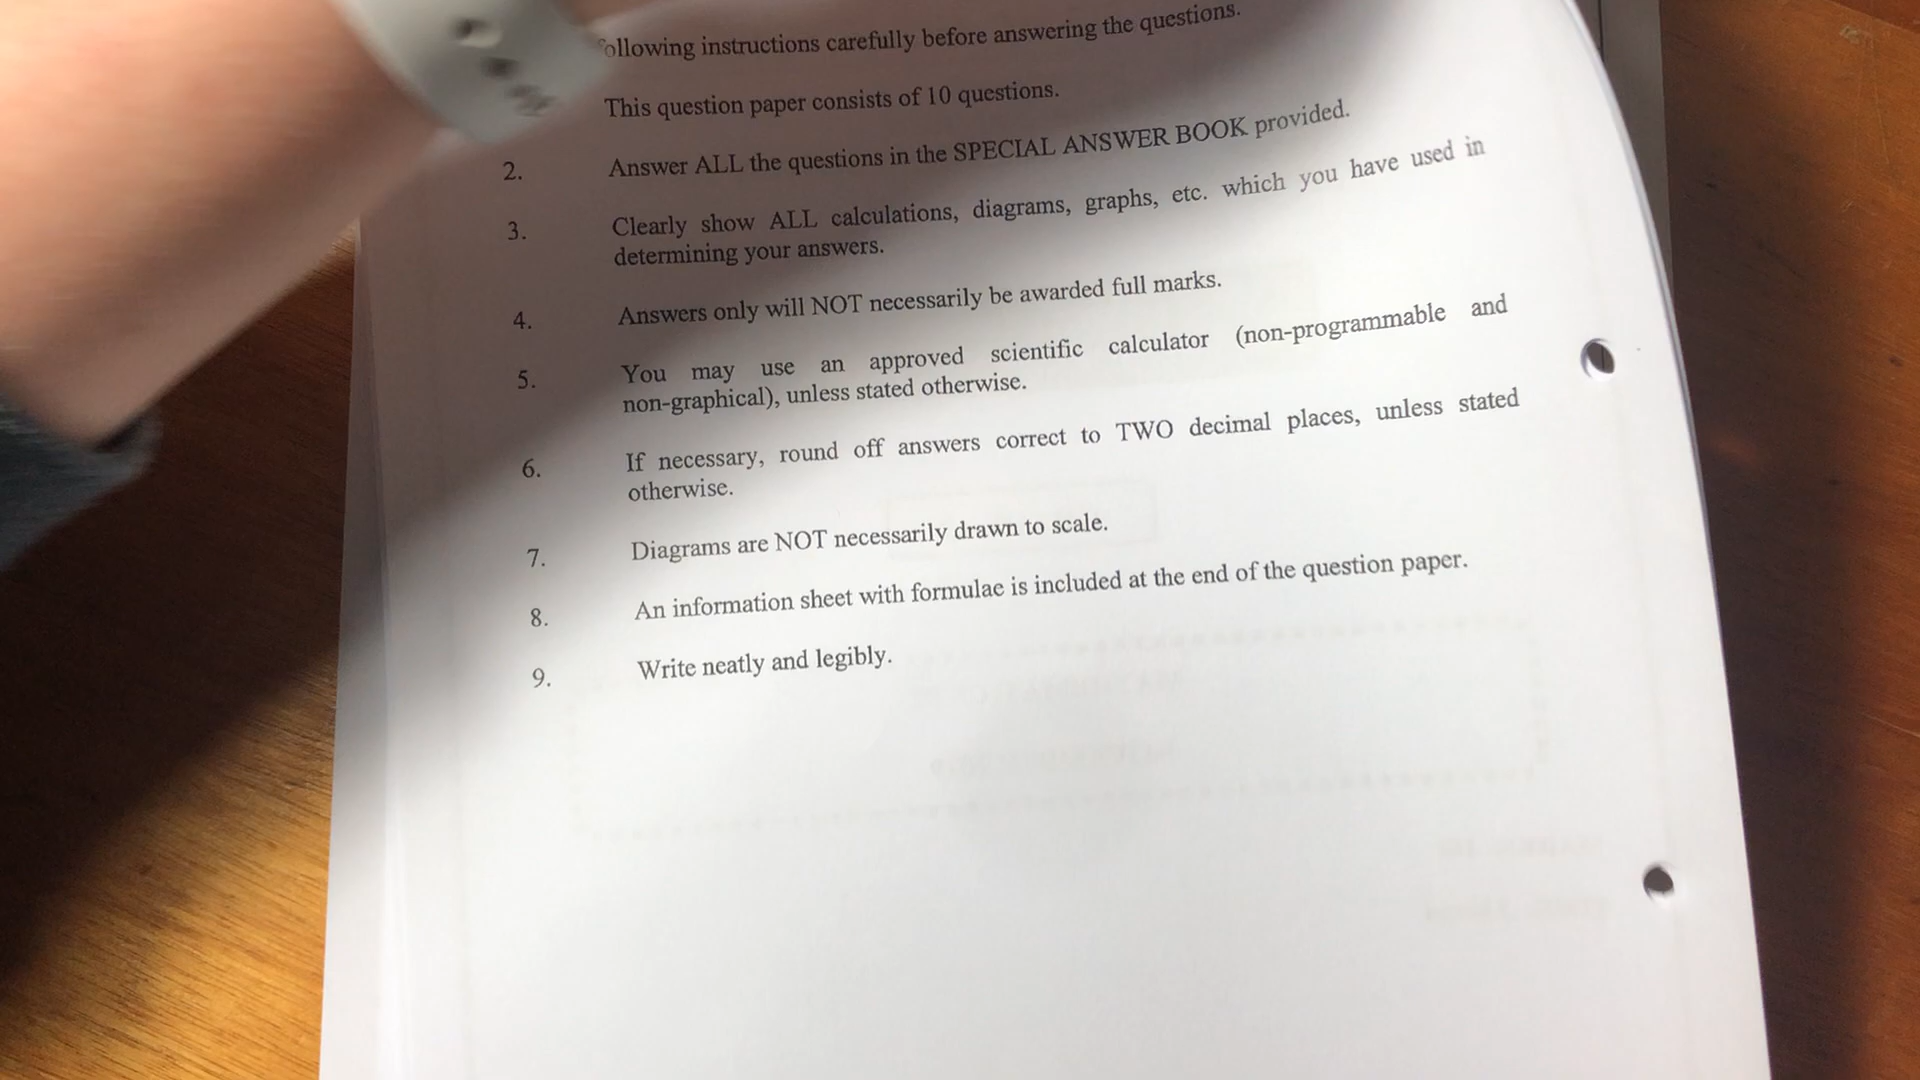 following instructions carefully before answering the questions.
This question paper consists of 10 questions.
2. Answer ALL the questions in the SPECIAL ANSWER BOOK provided.
3. Clearly show ALL calculations, diagrams, graphs, etc. which you have used in
determining your answers.
4. Answers only will NOT necessarily be awarded full marks.
5. You may use an approved scientific calculator (non-programmable and
non-graphical), unless stated otherwise.
6. If necessary, round off answers correct to TWO decimal places, unless stated
otherwise.
7. Diagrams are NOT necessarily drawn to scale.
8. An information sheet with formulae is included at the end of the question paper.
9. Write neatly and legibly.